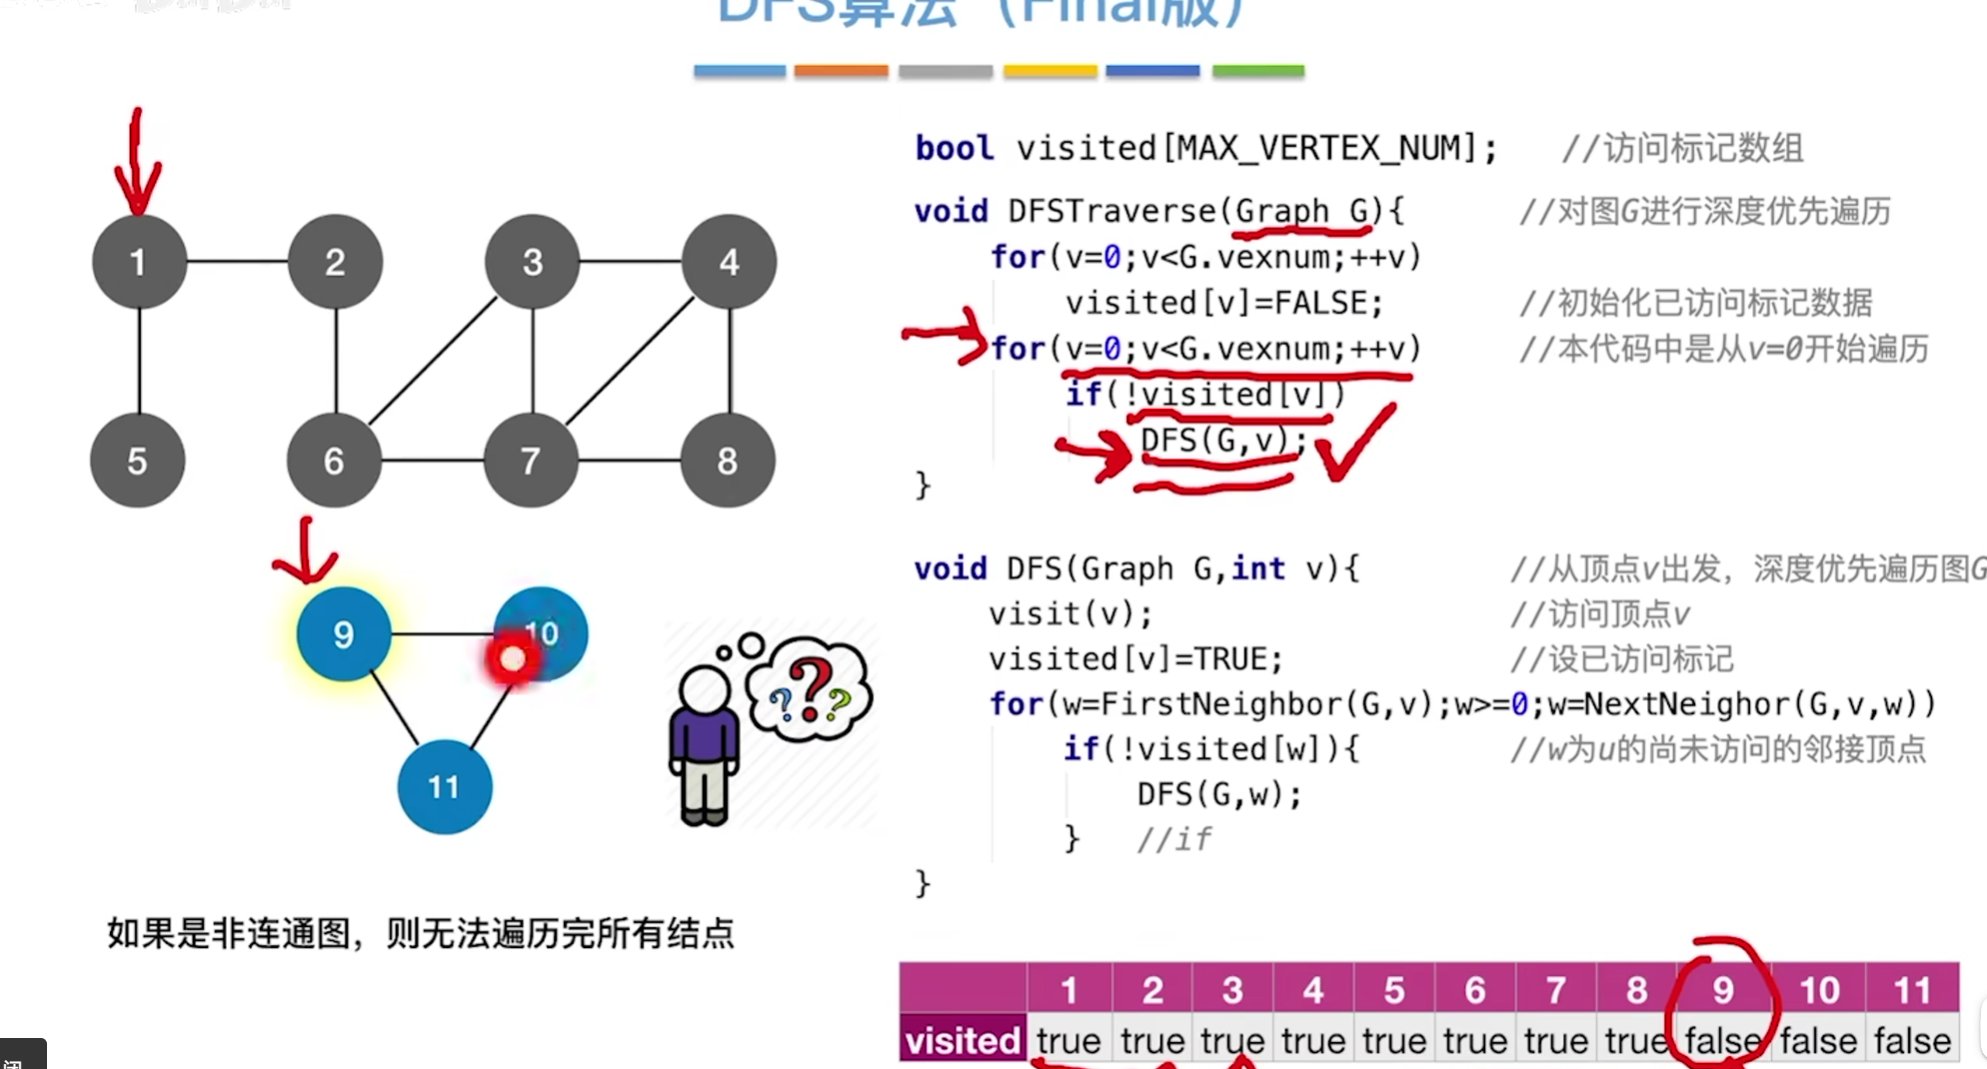 DFS算法（Final版）
bool visited[MAX_VERTEX_NUM]; //访问标记数组
void DFSTraverse(Graph G){ //对图G进行深度优先遍历
for(v=0;v<G.vexnum;++v)
visited[v]=FALSE; //初始化已访问标记数据
for(v=0;v<G.vexnum;++v) //本代码中是从v=0开始遍历
if(!visited[v])
DFS(G,v);
}
void DFS(Graph G,int v){ //从顶点v出发，深度优先遍历图G
visit(v); //访问顶点v
visited[v]=TRUE; //设已访问标记
for(w=FirstNeighbor(G,v);w>=0;w=NextNeighor(G,v,w))
if(!visited[w]){ //w为u的尚未访问的邻接顶点
DFS(G,w);
} //if
}
1 2 3 4
5 6 7 8
9 10
11
? ? ?
如果是非连通图，则无法遍历完所有结点
1 2 3 4 5 6 7 8 9 10 11
visited true true true true true true true true false false false